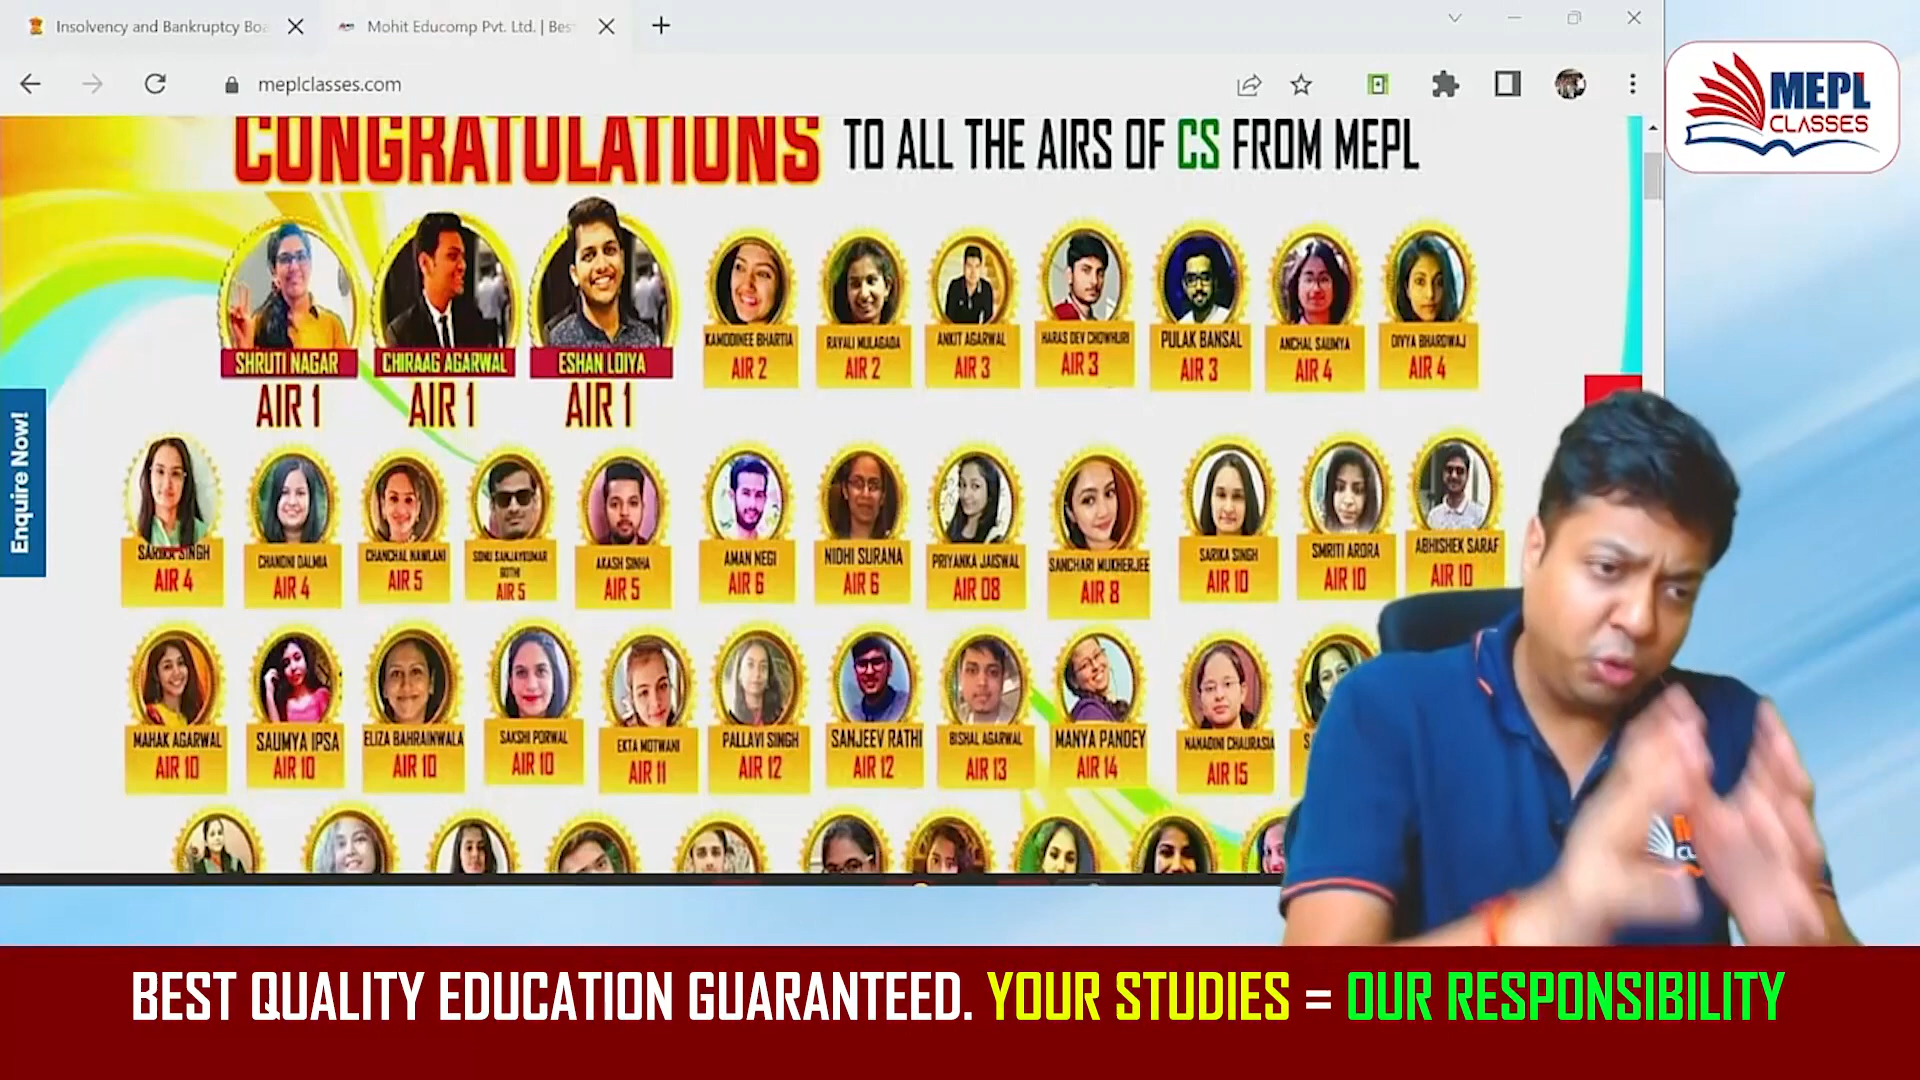 Insolvency and Bankruptcy Boa
Mohit Educomp Pvt. Ltd. | Bes
meplclasses.com
MEPL
CLASSES
CONGRATULATIONS TO ALL THE AIRS OF CS FROM MEPL
SHRUTI NAGAR
AIR 1
CHIRAAG AGARWAL
AIR 1
ESHAN LOIYA
AIR 1
KAMODINEE BHARTIA
AIR 2
RAVALI MULAGADA
AIR 2
ANKIT AGARWAL
AIR 3
HARAS DEV CHOWHURI
AIR 3
PULAK BANSAL
AIR 3
ANCHAL SAUMYA
AIR 4
DIVYA BHARDWAJ
AIR 4
Enquire Now!
SARIKA SINGH
AIR 4
CHANDNI DALMIA
AIR 4
CHANCHAL NAWLANI
AIR 5
SONU SANJAYKUMAR
GOTHI
AIR 5
AKASH SINHA
AIR 5
AMAN NEGI
AIR 6
NIDHI SURANA
AIR 6
PRIYANKA JAISWAL
AIR 08
SANCHARI MUKHERJEE
AIR 8
SARIKA SINGH
AIR 10
SMRITI ARORA
AIR 10
ABHISHEK SARAF
AIR 10
MAHAK AGARWAL
AIR 10
SAUMYA IPSA
AIR 10
ELIZA BAHRAINWALA
AIR 10
SAKSHI PORWAL
AIR 10
EKTA MOTWANI
AIR 11
PALLAVI SINGH
AIR 12
SANJEEV RATHI
AIR 12
BISHAL AGARWAL
AIR 13
MANYA PANDEY
AIR 14
NANADINI CHAURASIA
AIR 15
BEST QUALITY EDUCATION GUARANTEED. YOUR STUDIES = OUR RESPONSIBILITY